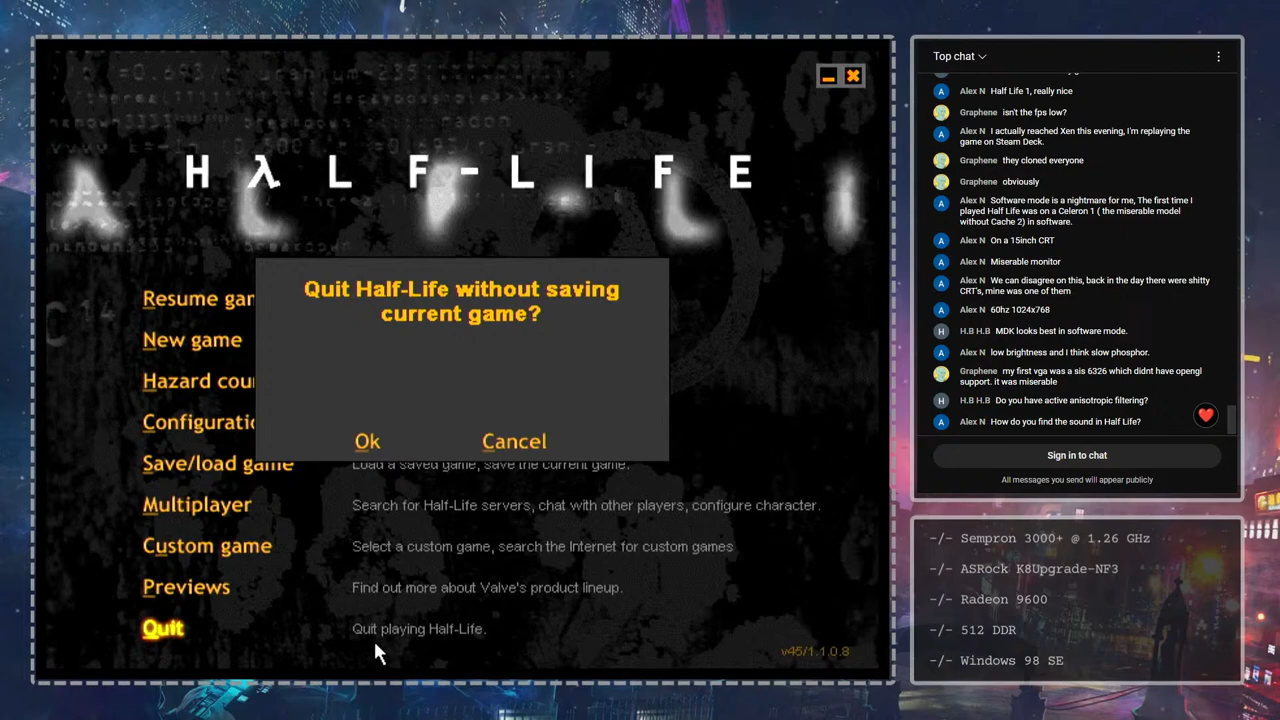 HλLF-LIFE
Quit Half-Life without saving
current game?
Ok
Cancel
Resume gam
New game
Hazard cou
Configuratio
Save/load game
Load a saved game, save the current game.
Multiplayer
Search for Half-Life servers, chat with other players, configure character.
Custom game
Select a custom game, search the Internet for custom games
Previews
Find out more about Valve's product lineup.
Quit
Quit playing Half-Life.
v45/1.1.0.8
Top chat
Alex N Half Life 1, really nice
Graphene isn't the fps low?
Alex N I actually reached Xen this evening, I'm replaying the
game on Steam Deck.
Graphene they cloned everyone
Graphene obviously
Alex N Software mode is a nightmare for me, The first time I
played Half Life was on a Celeron 1 ( the miserable model
without Cache 2) in software.
Alex N On a 15inch CRT
Alex N Miserable monitor
Alex N We can disagree on this, back in the day there were shitty
CRT's, mine was one of them
Alex N 60hz 1024x768
H.B H.B MDK looks best in software mode.
Alex N low brightness and I think slow phosphor.
Graphene my first vga was a sis 6326 which didnt have opengl
support. it was miserable
H.B H.B Do you have active anisotropic filtering?
Alex N How do you find the sound in Half Life?
Sign in to chat
All messages you send will appear publicly
-/- Sempron 3000+ @ 1.26 GHz
-/- ASRock K8Upgrade-NF3
-/- Radeon 9600
-/- 512 DDR
-/- Windows 98 SE